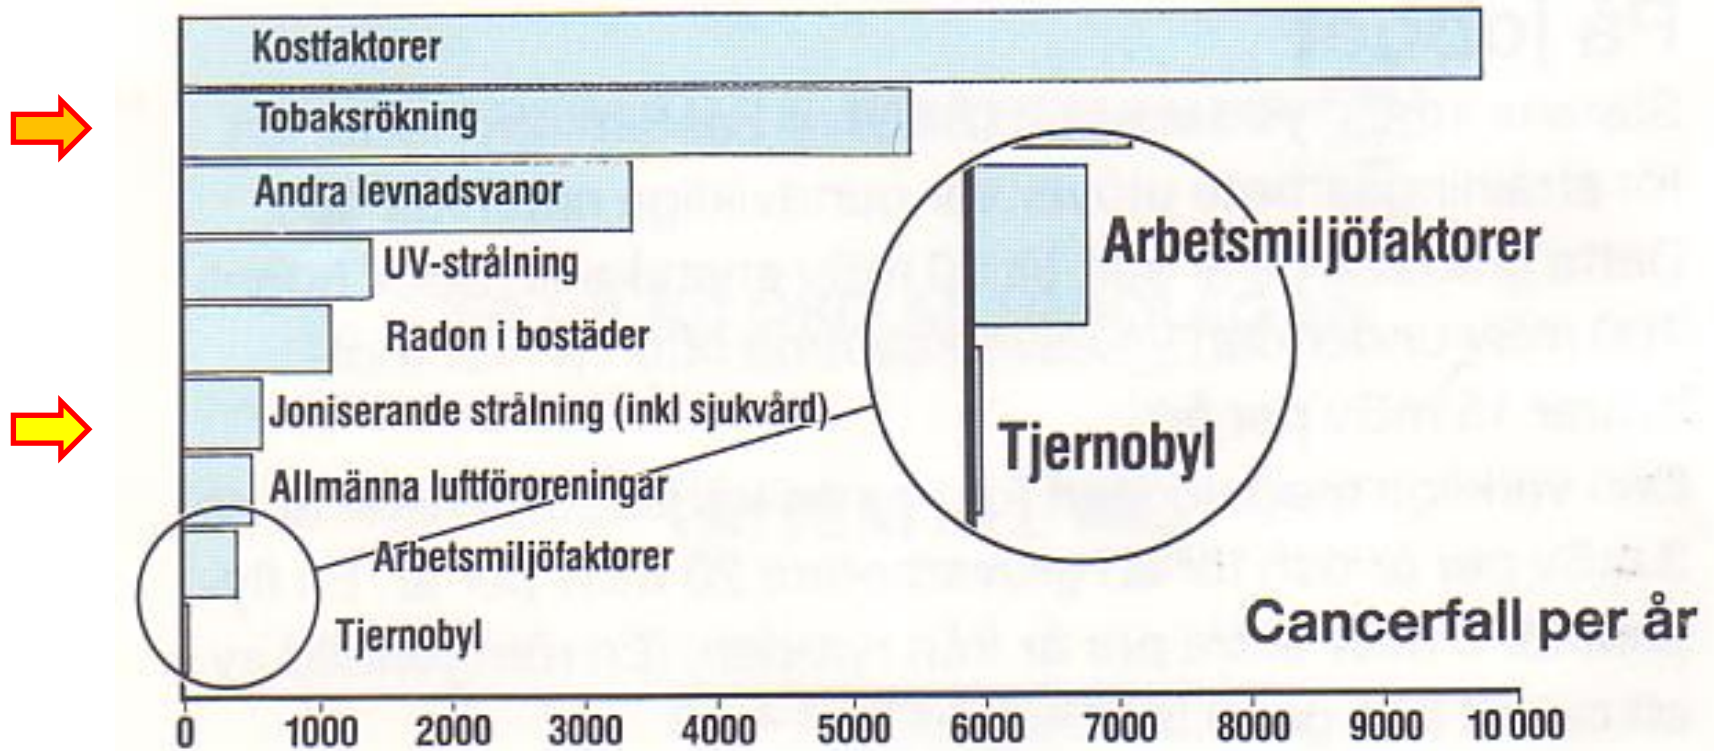 Kostfaktorer
Tobaksrökning
Andra levnadsvanor
UV-strålning
Radon i bostäder
Joniserande strålning (inkl sjukvård)
Allmänna luftföroreningar
Arbetsmiljöfaktorer
Tjernobyl
Arbetsmiljöfaktorer
Tjernobyl
Cancerfall per år
0 1000 2000 3000 4000 5000 6000 7000 8000 9000 10 000